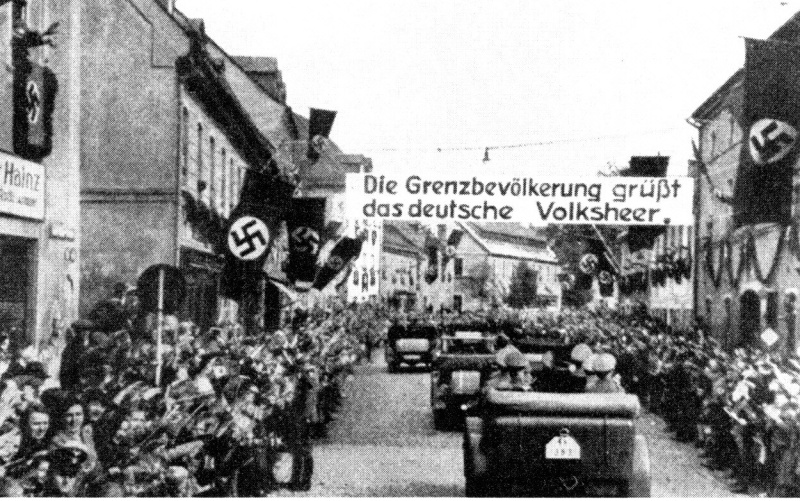 Hainz
Die Grenzbevölkerung grüßt
das deutsche Volksheer.